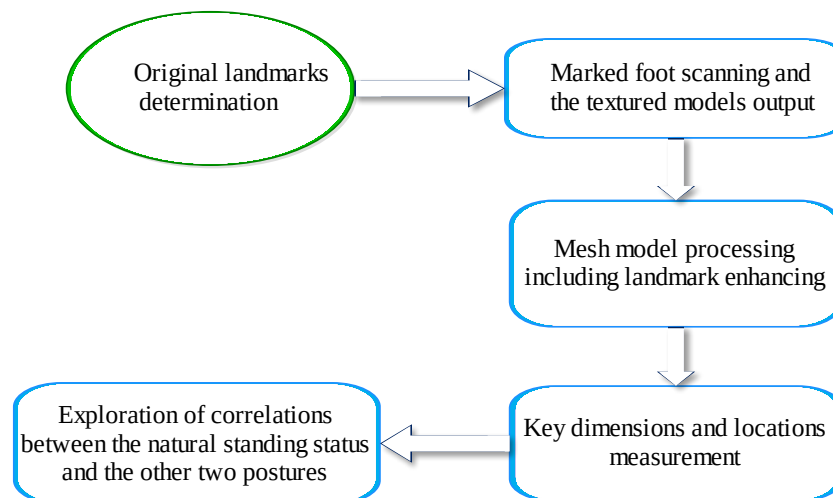 Original landmarks
determination
Marked foot scanning and
the textured models output
Mesh model processing
including landmark enhancing
Key dimensions and locations
measurement
Exploration of correlations
between the natural standing status
and the other two postures